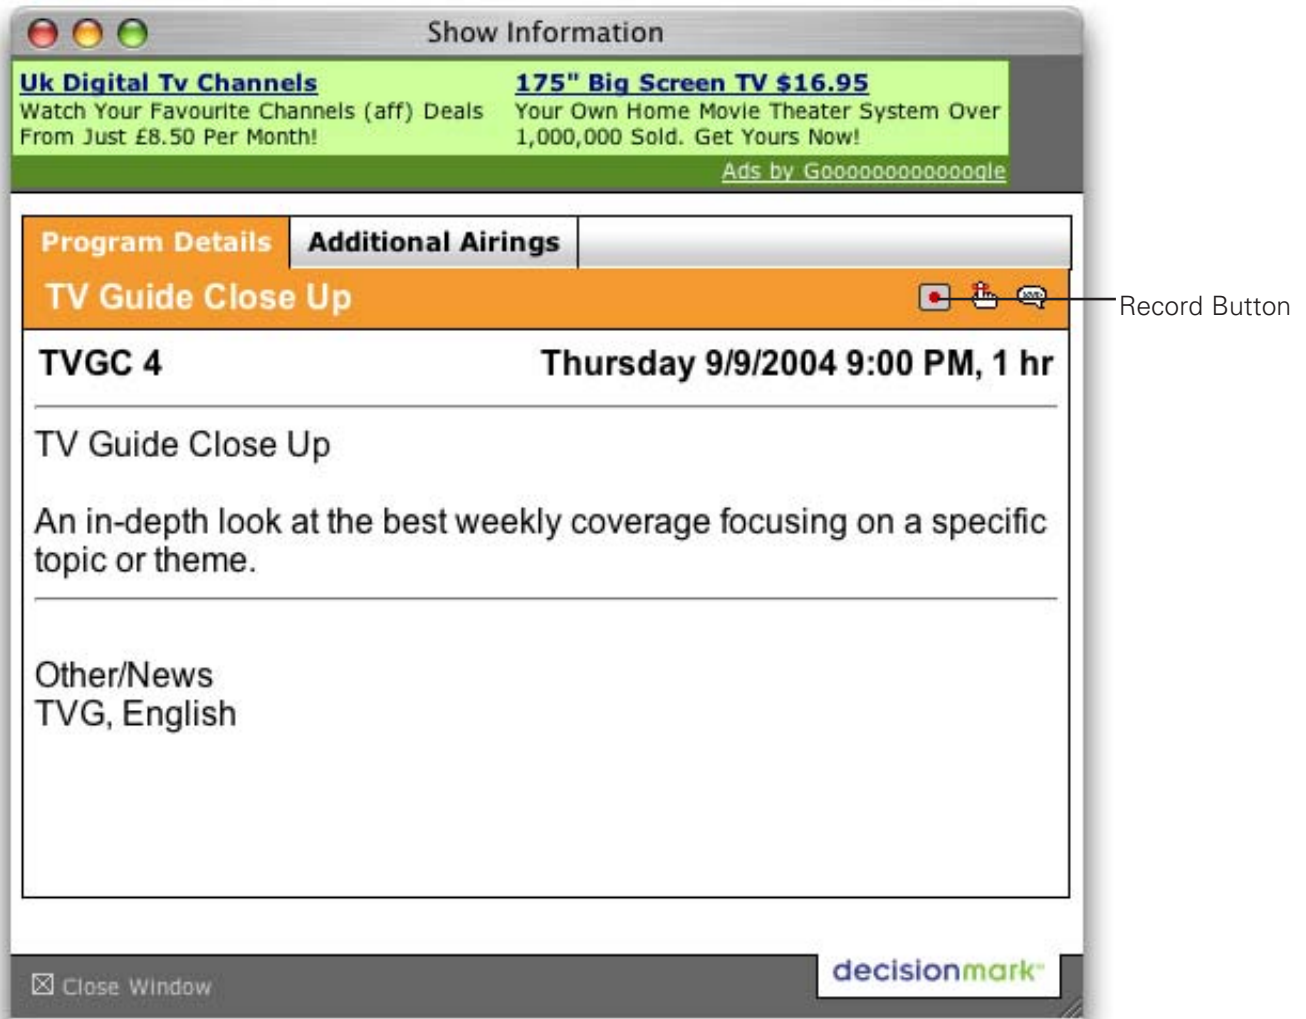 Show Information
Uk Digital Tv Channels
Watch Your Favourite Channels (aff) Deals
From Just £8.50 Per Month!
175" Big Screen TV $16.95
Your Own Home Movie Theater System Over
1,000,000 Sold. Get Yours Now!
Ads by Gooooooooooooogle
Program Details
Additional Airings
TV Guide Close Up
Record Button
TVGC 4
Thursday 9/9/2004 9:00 PM, 1 hr
TV Guide Close Up
An in-depth look at the best weekly coverage focusing on a specific
topic or theme.
Other/News
TVG, English
Close Window
decisionmark